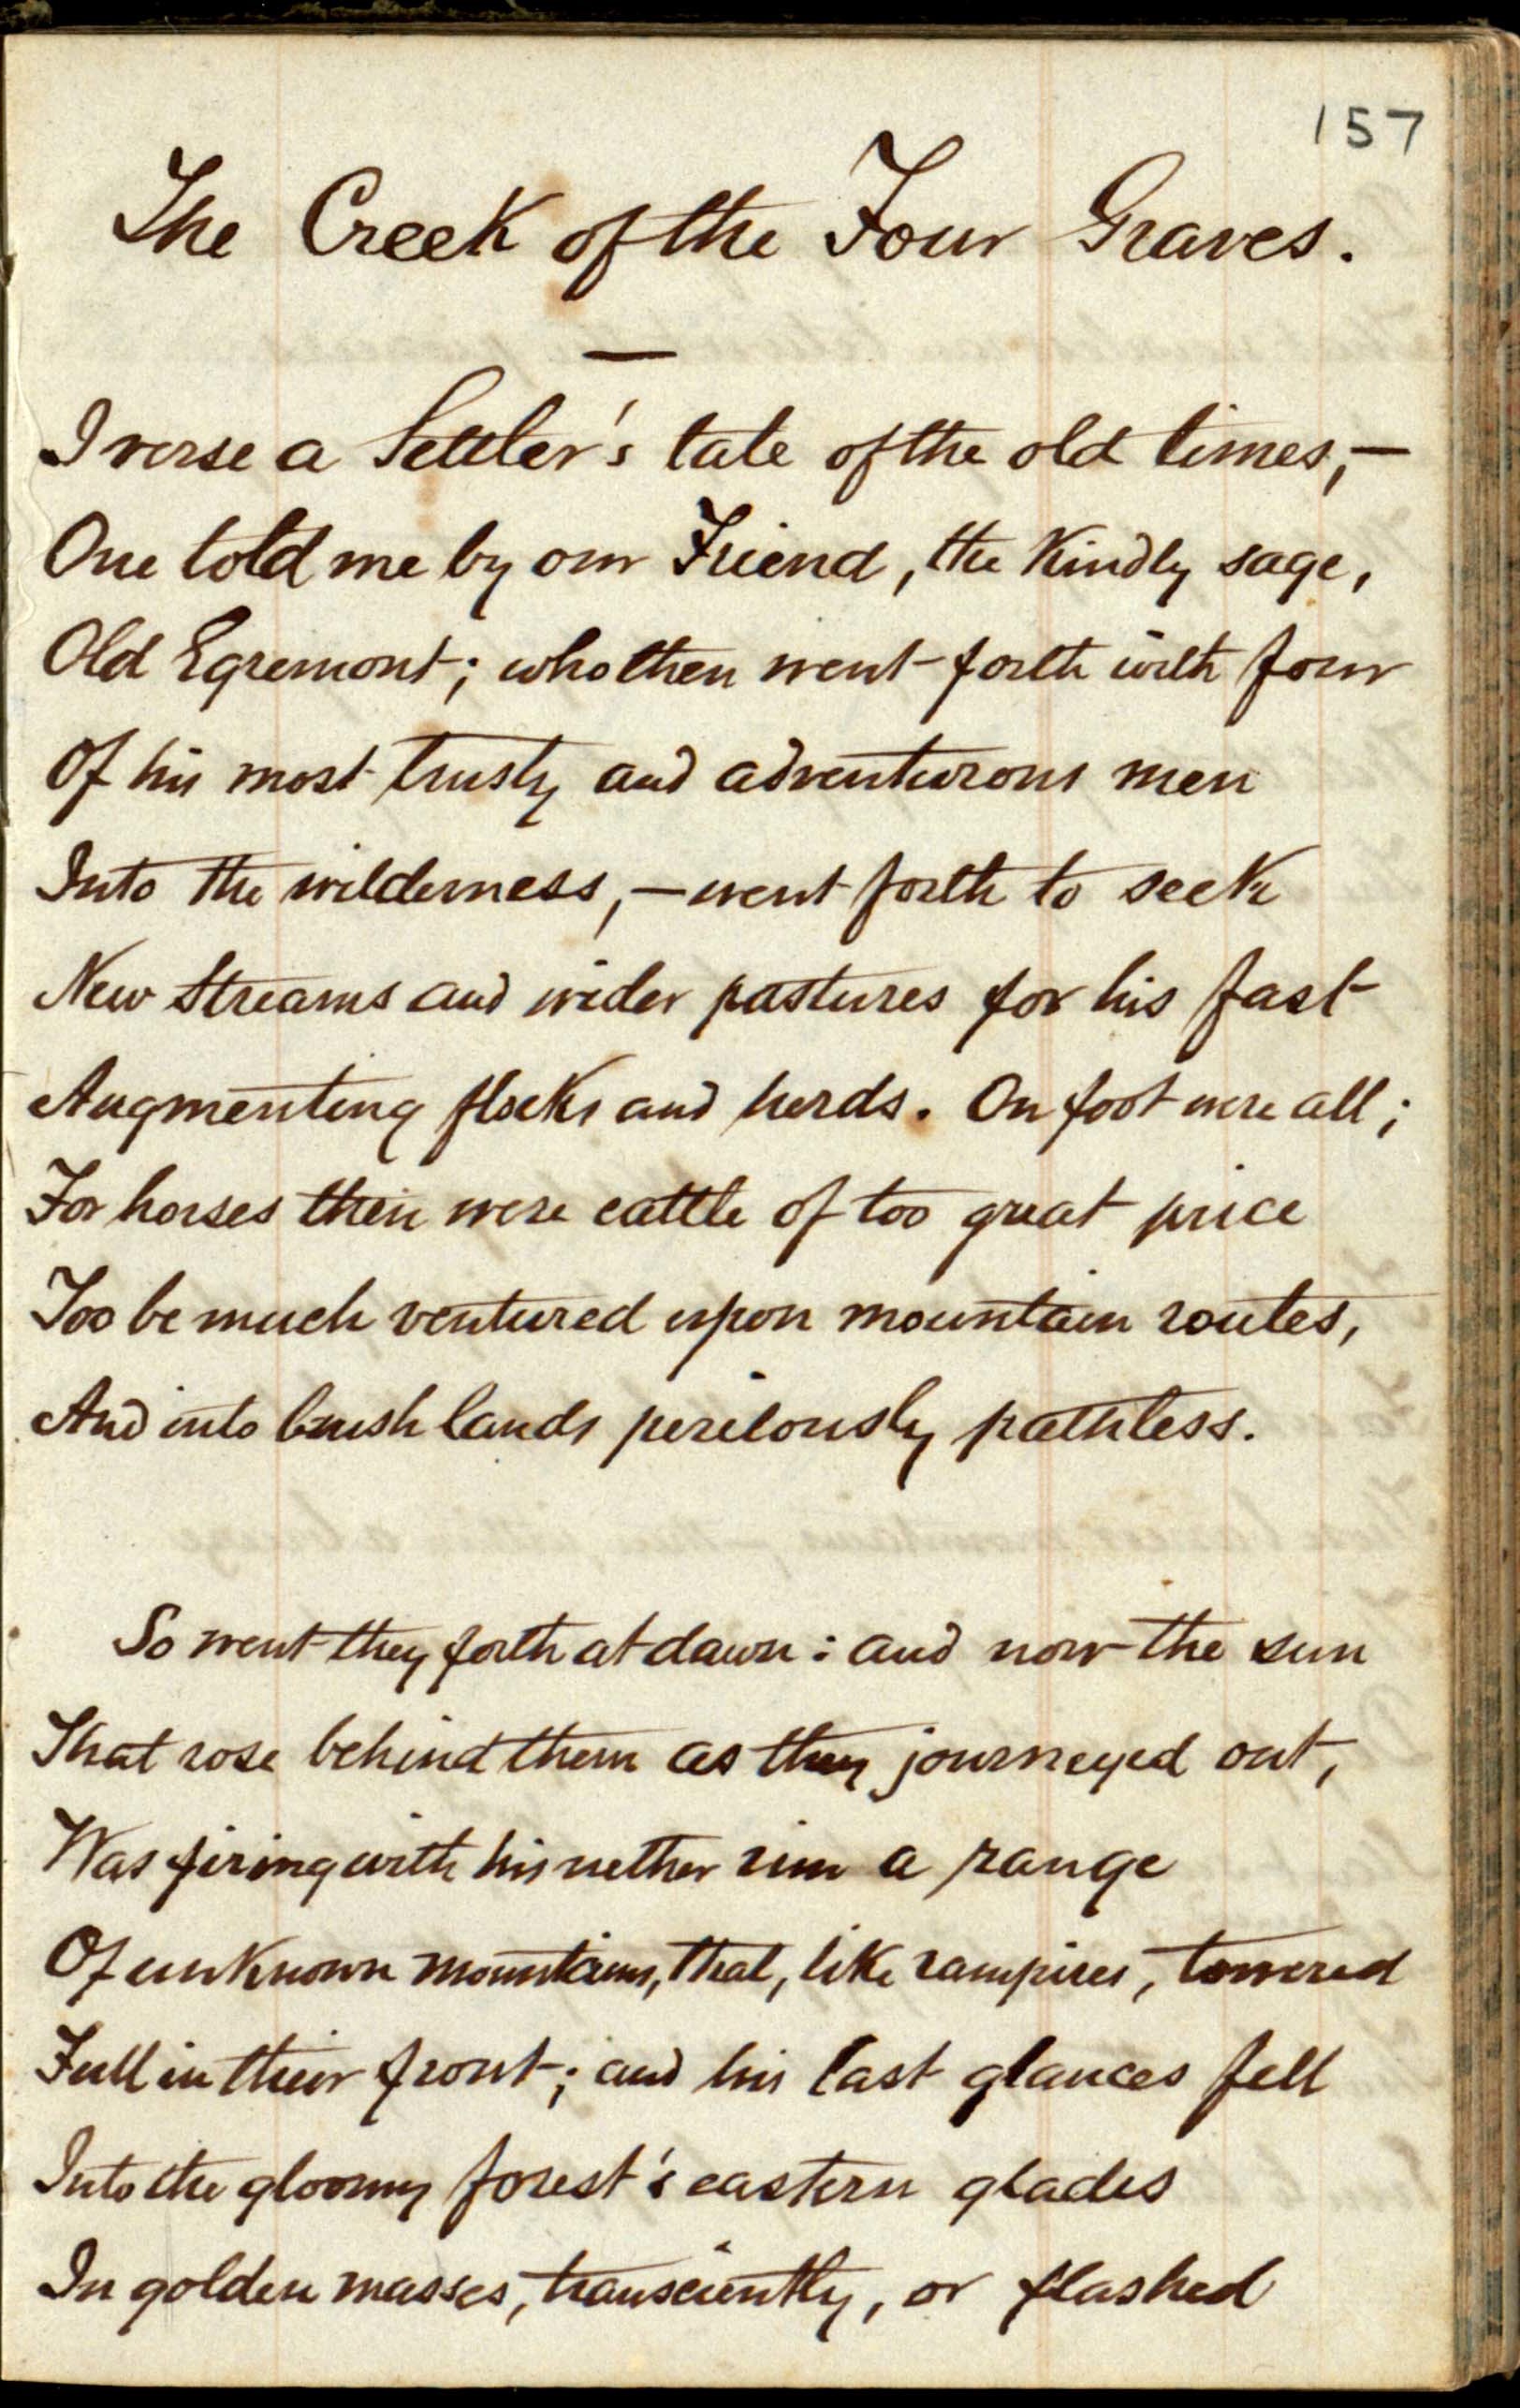 157
The Creek of the Four Graves.
—
I verse a Settler's tale of the old times,—
One told me by our Friend, the kindly sage,
Old Egremont; who then went forth with four
Of his most trusty and adventurous men
Into the wilderness,—went forth to seek
New Streams and wider pastures for his fast
Augmenting flocks and herds. On foot were all;
For horses then were cattle of too great price
Too be much ventured upon mountain routes,
And into brush lands perilously pathless.
So went they forth at dawn: and now the sun
That rose behind them as they journeyed out,
Was firing with his nether rim a range
Of unknown mountains, that, like rampires, towered
Full in their front; and his last glances fell
Into the gloomy forest's eastern glades
In golden masses, transciently, or flashed